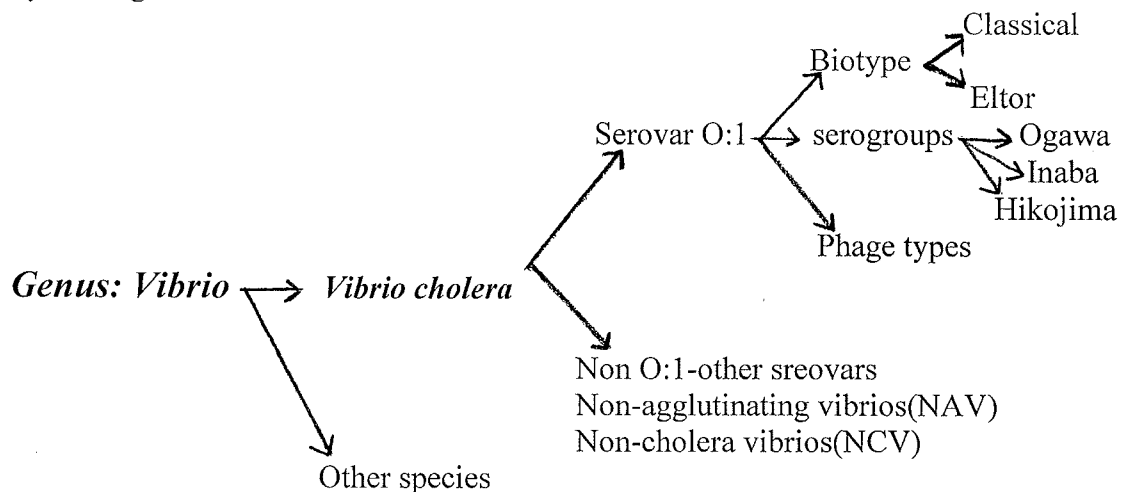 Classical
Biotype
Eltor
Serovar O:1
serogroups
Ogawa
Inaba
Hikojima
Phage types
Genus: Vibrio
Vibrio cholera
Non O:1-other sreovars
Non-agglutinating vibrios(NAV)
Non-cholera vibrios(NCV)
Other species